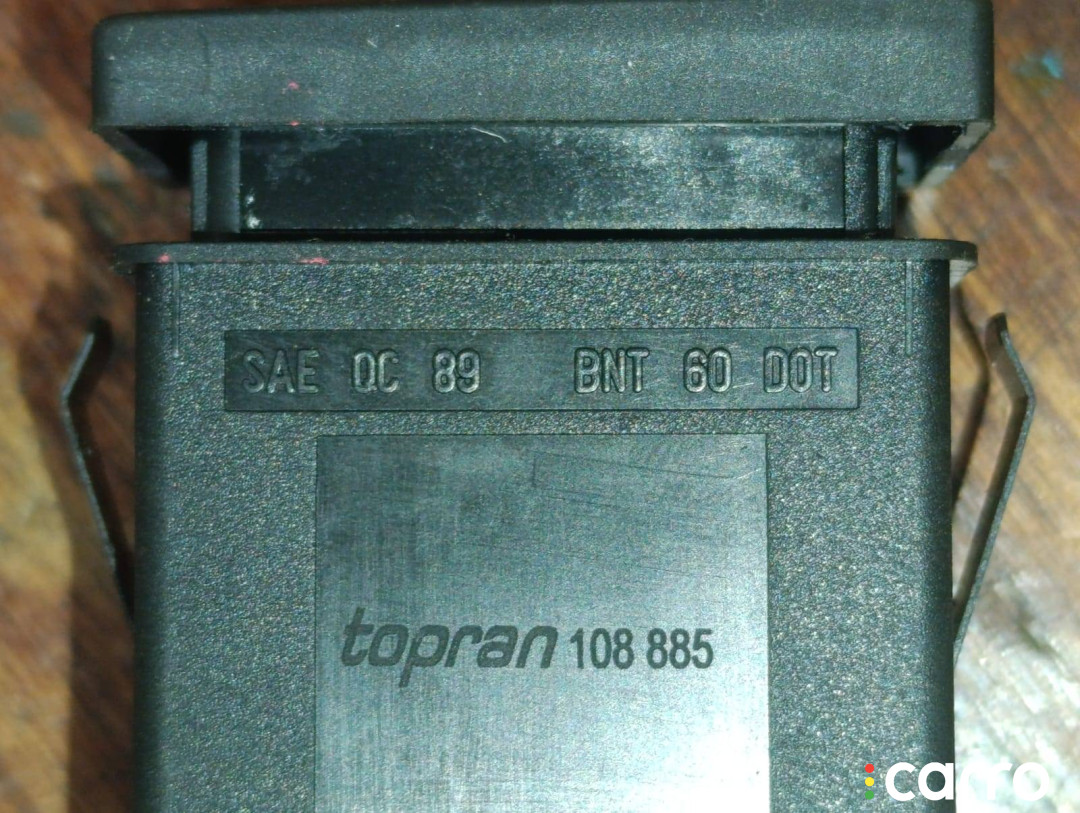 SAE QC 89 BNT 60 DOT
topran 108 885
carro